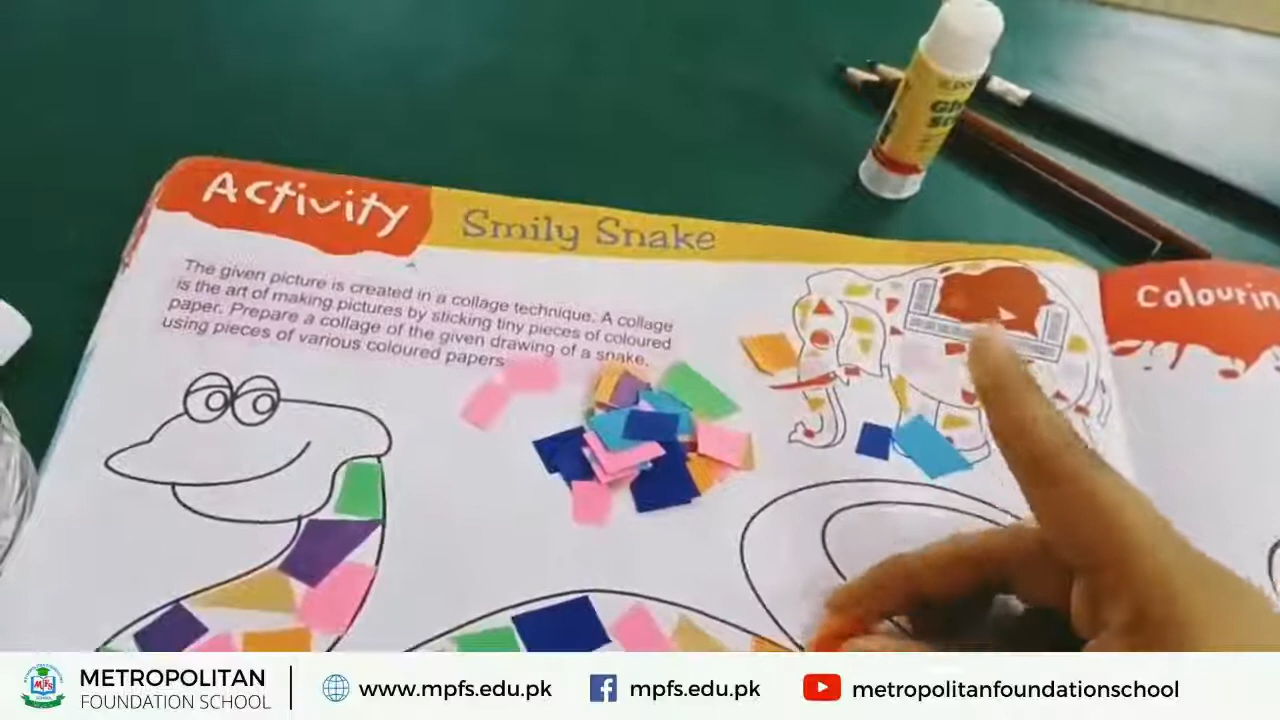 Activity
Smily Snake
The given picture is created in a collage technique. A collage
is the art of making pictures by sticking tiny pieces of coloured
paper. Prepare a collage of the given drawing of a snake,
using pieces of various coloured papers
Colourin
METROPOLITAN
FOUNDATION SCHOOL
www.mpfs.edu.pk
mpfs.edu.pk
metropolitanfoundationschool